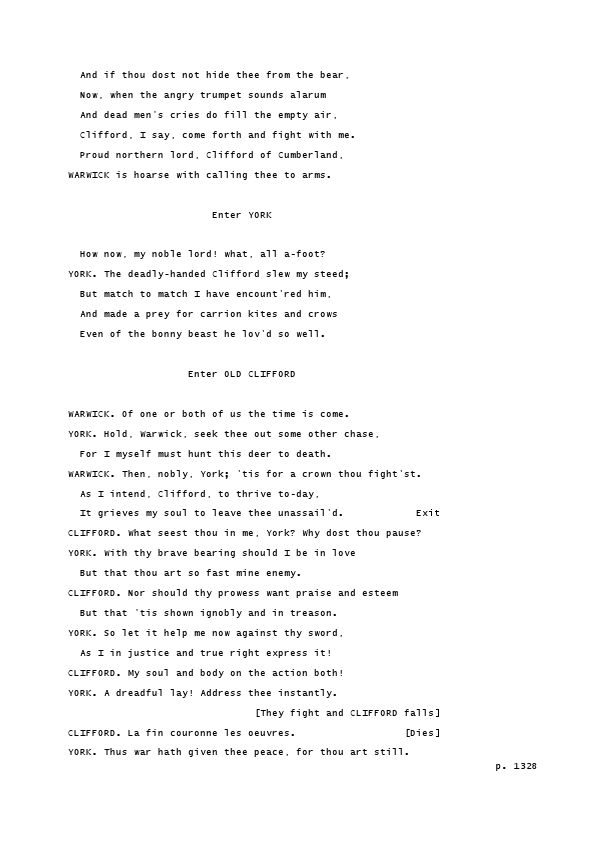 And if thou dost not hide thee from the bear,
Now, when the angry trumpet sounds alarum
And dead men's cries do fill the empty air,
Clifford, I say, come forth and fight with me.
Proud northern lord, Clifford of Cumberland,
WARWICK is hoarse with calling thee to arms.
Enter YORK
How now, my noble lord! what, all a-foot?
YORK. The deadly-handed Clifford slew my steed;
But match to match I have encount'red him,
And made a prey for carrion kites and crows
Even of the bonny beast he lov'd so well.
Enter OLD CLIFFORD
WARWICK. Of one or both of us the time is come.
YORK. Hold, Warwick, seek thee out some other chase,
For I myself must hunt this deer to death.
WARWICK. Then, nobly, York; 'tis for a crown thou fight'st.
As I intend, Clifford, to thrive to-day,
It grieves my soul to leave thee unassail'd. Exit
CLIFFORD. What seest thou in me, York? Why dost thou pause?
YORK. With thy brave bearing should I be in love
But that thou art so fast mine enemy.
CLIFFORD. Nor should thy prowess want praise and esteem
But that 'tis shown ignobly and in treason.
YORK. So let it help me now against thy sword,
As I in justice and true right express it!
CLIFFORD. My soul and body on the action both!
YORK. A dreadful lay! Address thee instantly.
[They fight and CLIFFORD falls]
CLIFFORD. La fin couronne les oeuvres. [Dies]
YORK. Thus war hath given thee peace, for thou art still.
p. 1328